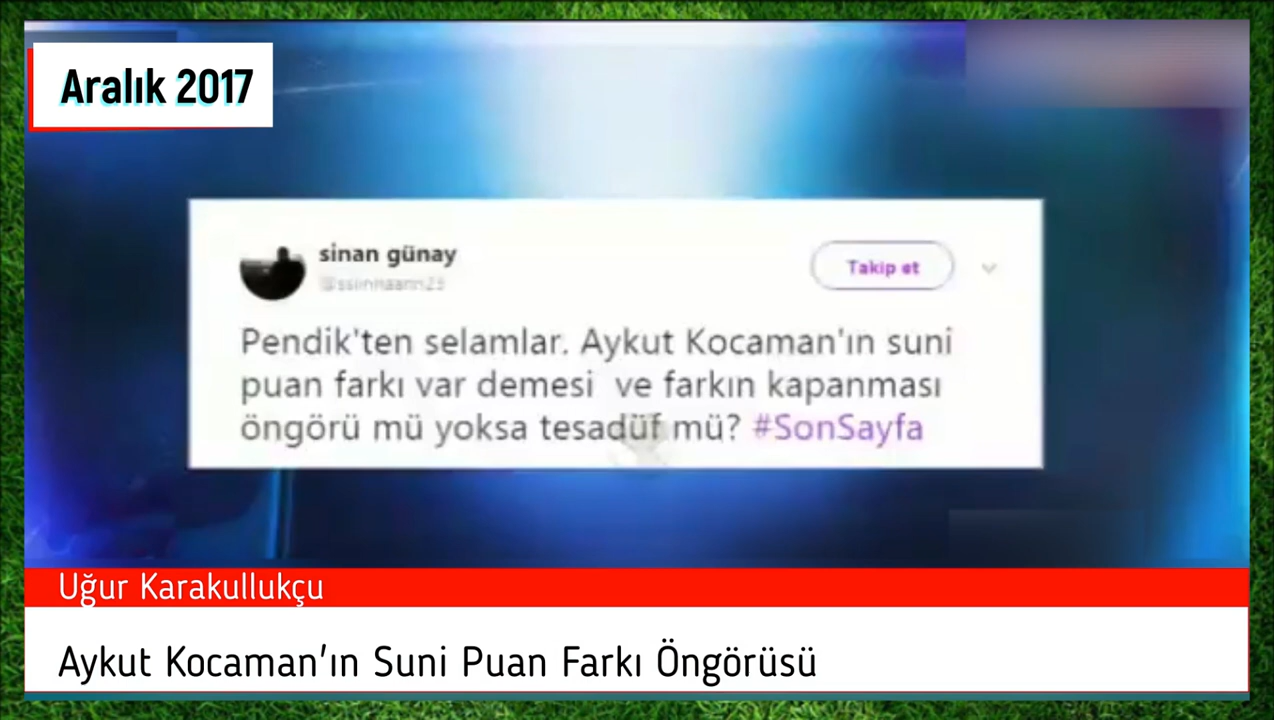 Aralık 2017
sinan günay
Takip et
Pendik'ten selamlar. Aykut Kocaman'ın suni
puan farkı var demesi ve farkın kapanması
öngörü mü yoksa tesadüf mü? #SonSayfa
Uğur Karakullukçu
Aykut Kocaman'ın Suni Puan Farkı Öngörüsü